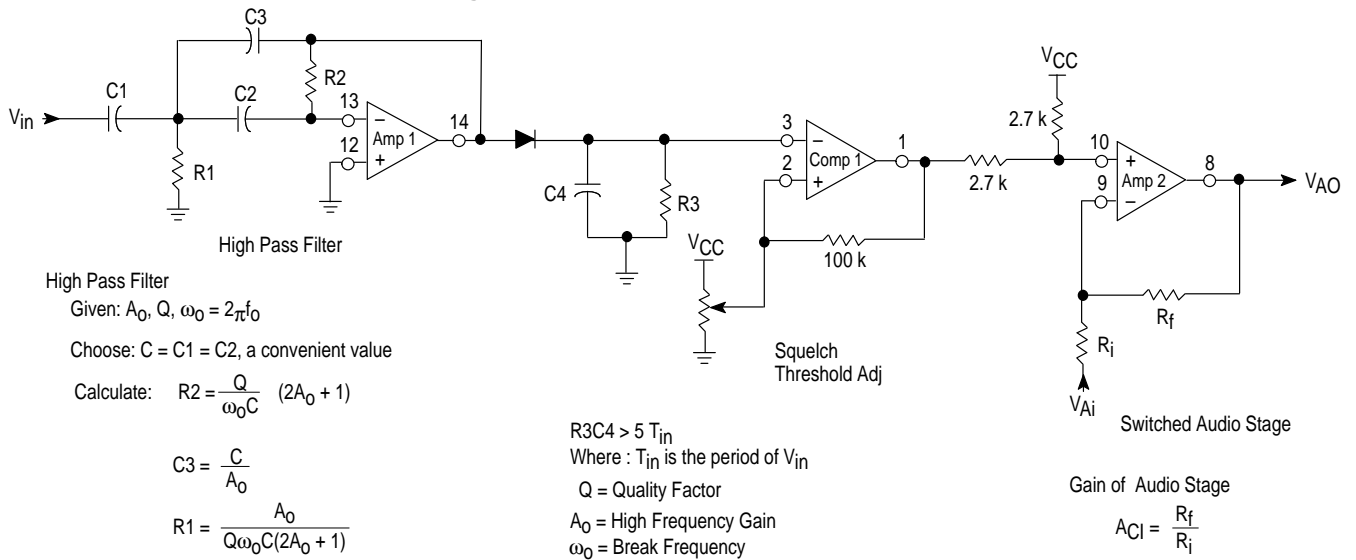 C3
C1
C2
R2
13
12
14
−
+
Amp 1
Vin
R1
High Pass Filter
C4
R3
3
2
1
−
+
Comp 1
2.7 k
VCC
2.7 k
10
9
8
+
−
Amp 2
VAO
VCC
100 k
Squelch
Threshold Adj
Rf
Ri
VAi
Switched Audio Stage
High Pass Filter
Given: Ao, Q, ωo = 2πfo
Choose: C = C1 = C2, a convenient value
Calculate: R2 = Q / ωoC (2Ao + 1)
C3 = C / Ao
R1 = Ao / QωoC(2Ao + 1)
R3C4 > 5 Tin
Where : Tin is the period of Vin
Q = Quality Factor
Ao = High Frequency Gain
ωo = Break Frequency
Gain of Audio Stage
ACl = Rf / Ri